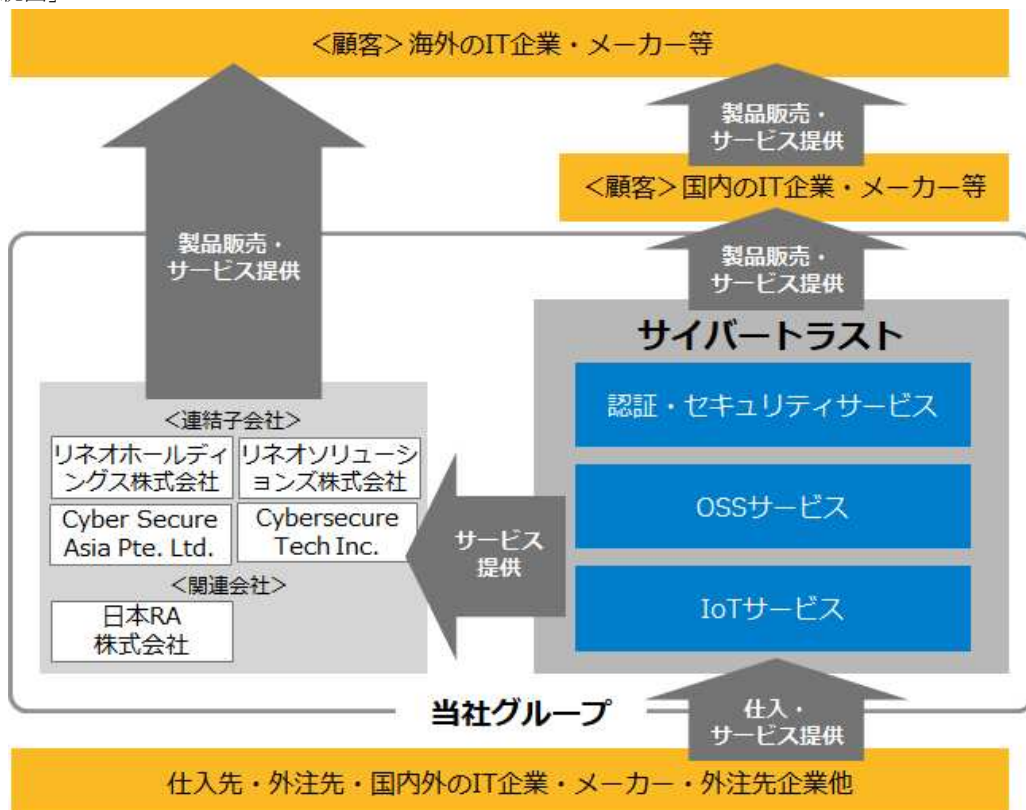 ＜顧客＞海外のIT企業・メーカー等
製品販売・
サービス提供
＜顧客＞国内のIT企業・メーカー等
製品販売・
サービス提供
製品販売・
サービス提供
サイバートラスト
認証・セキュリティサービス
OSSサービス
IoTサービス
＜連結子会社＞
リネオホールディ
ングス株式会社
リネオソリューシ
ョンズ株式会社
Cyber Secure
Asia Pte. Ltd.
Cybersecure
Tech Inc.
＜関連会社＞
日本RA
株式会社
サービス
提供
当社グループ
仕入・
サービス提供
仕入先・外注先・国内外のIT企業・メーカー・外注先企業他